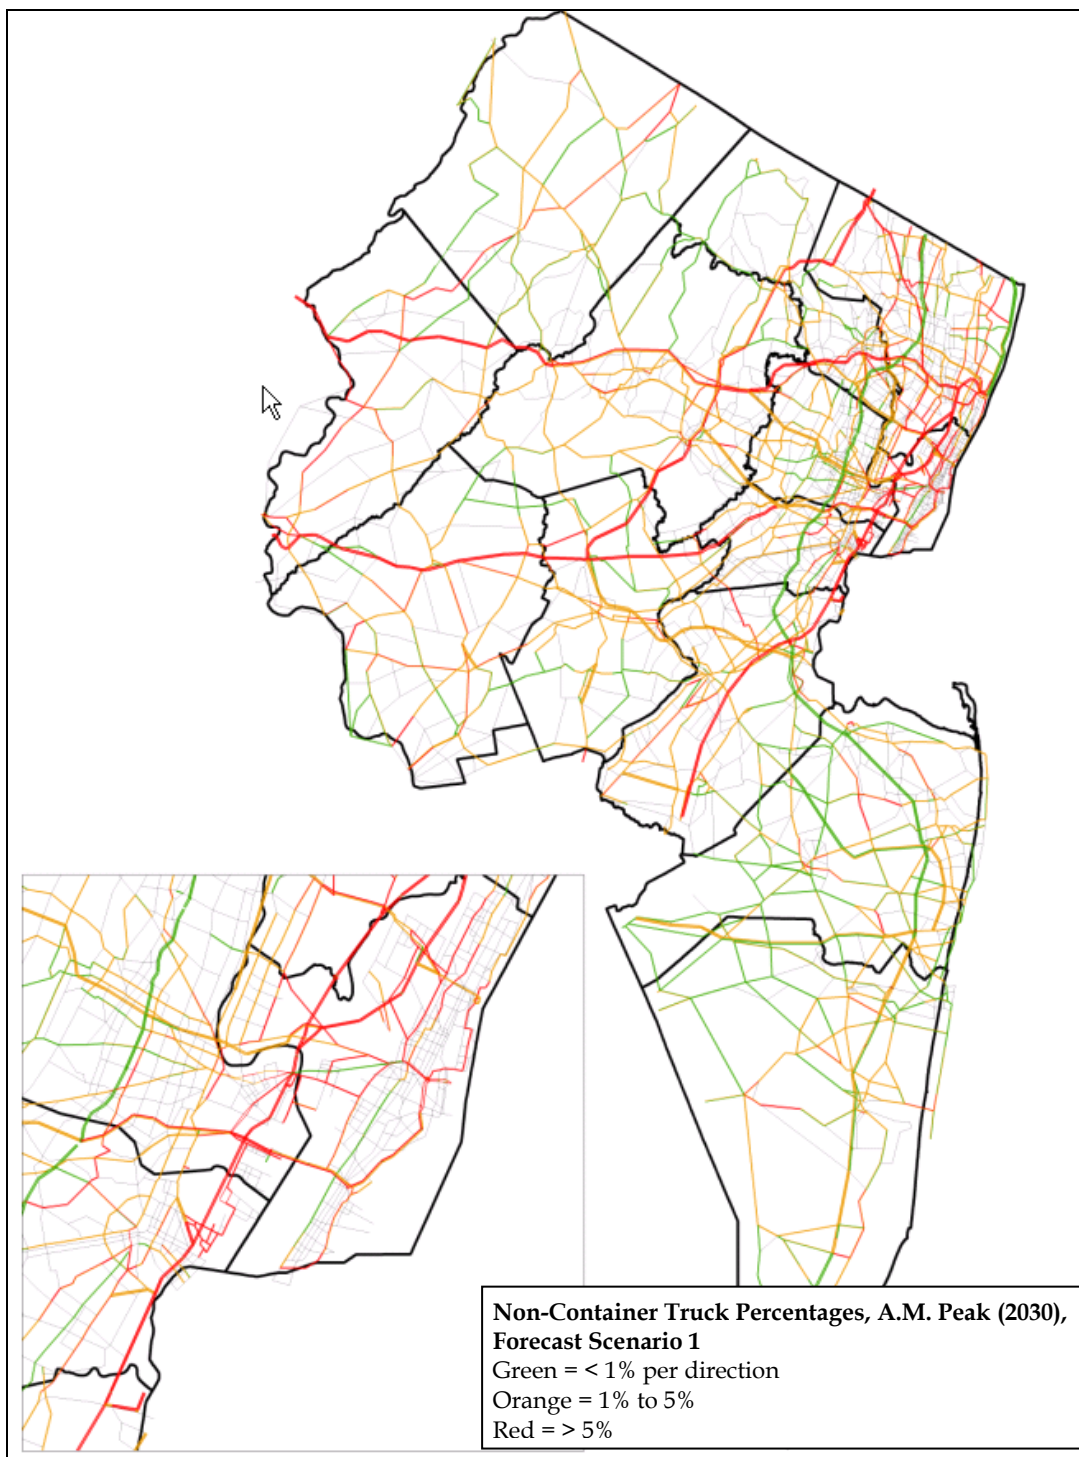 Non-Container Truck Percentages, A.M. Peak (2030),
Forecast Scenario 1
Green = < 1% per direction
Orange = 1% to 5%
Red = > 5%